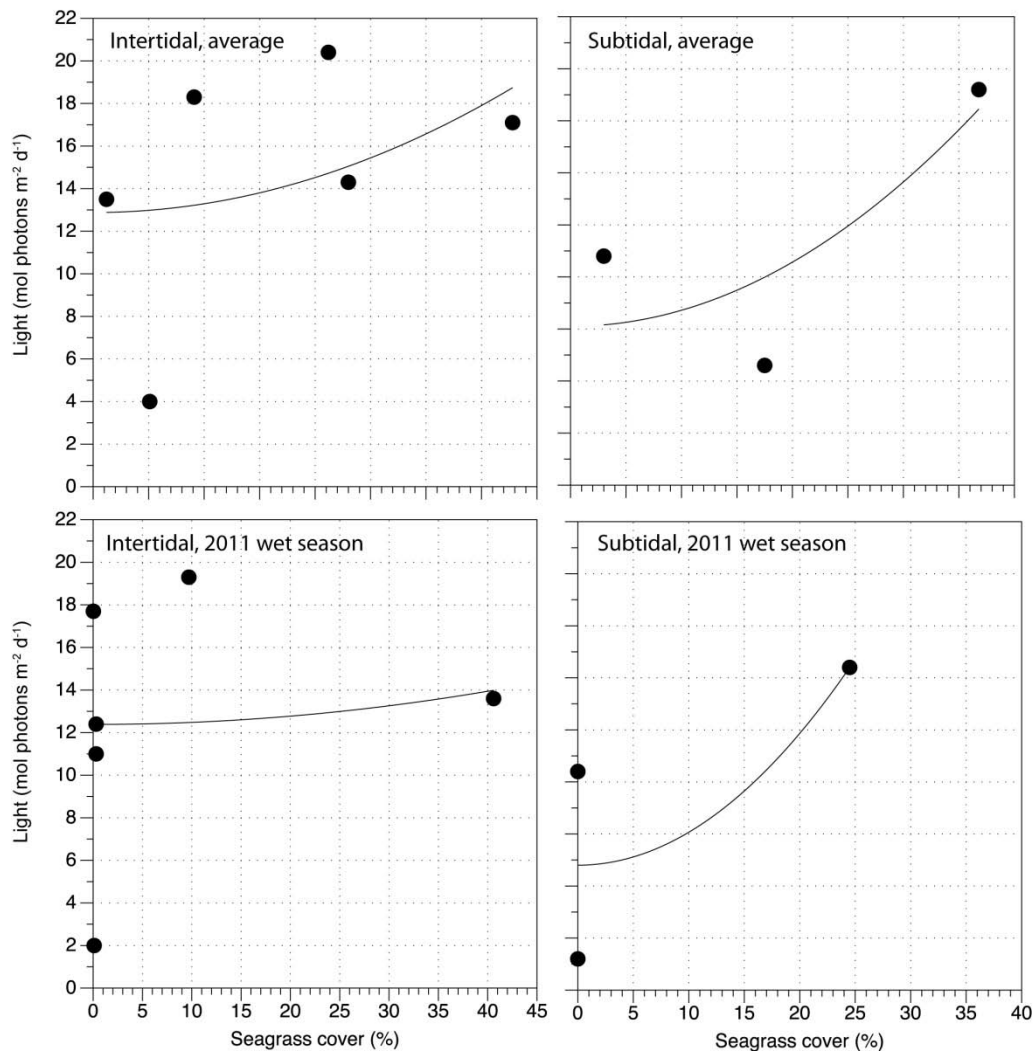 Intertidal, average
22
20
18
16
14
12
10
8
6
4
2
0
Light (mol photons m⁻² d⁻¹)
Subtidal, average
Intertidal, 2011 wet season
22
20
18
16
14
12
10
8
6
4
2
0
Light (mol photons m⁻² d⁻¹)
0 5 10 15 20 25 30 35 40 45
Seagrass cover (%)
Subtidal, 2011 wet season
0 5 10 15 20 25 30 35 40
Seagrass cover (%)